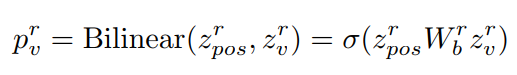 p_v^r = Bilinear(z_{pos}^r, z_v^r) = σ(z_{pos}^r W_b^r z_v^r)